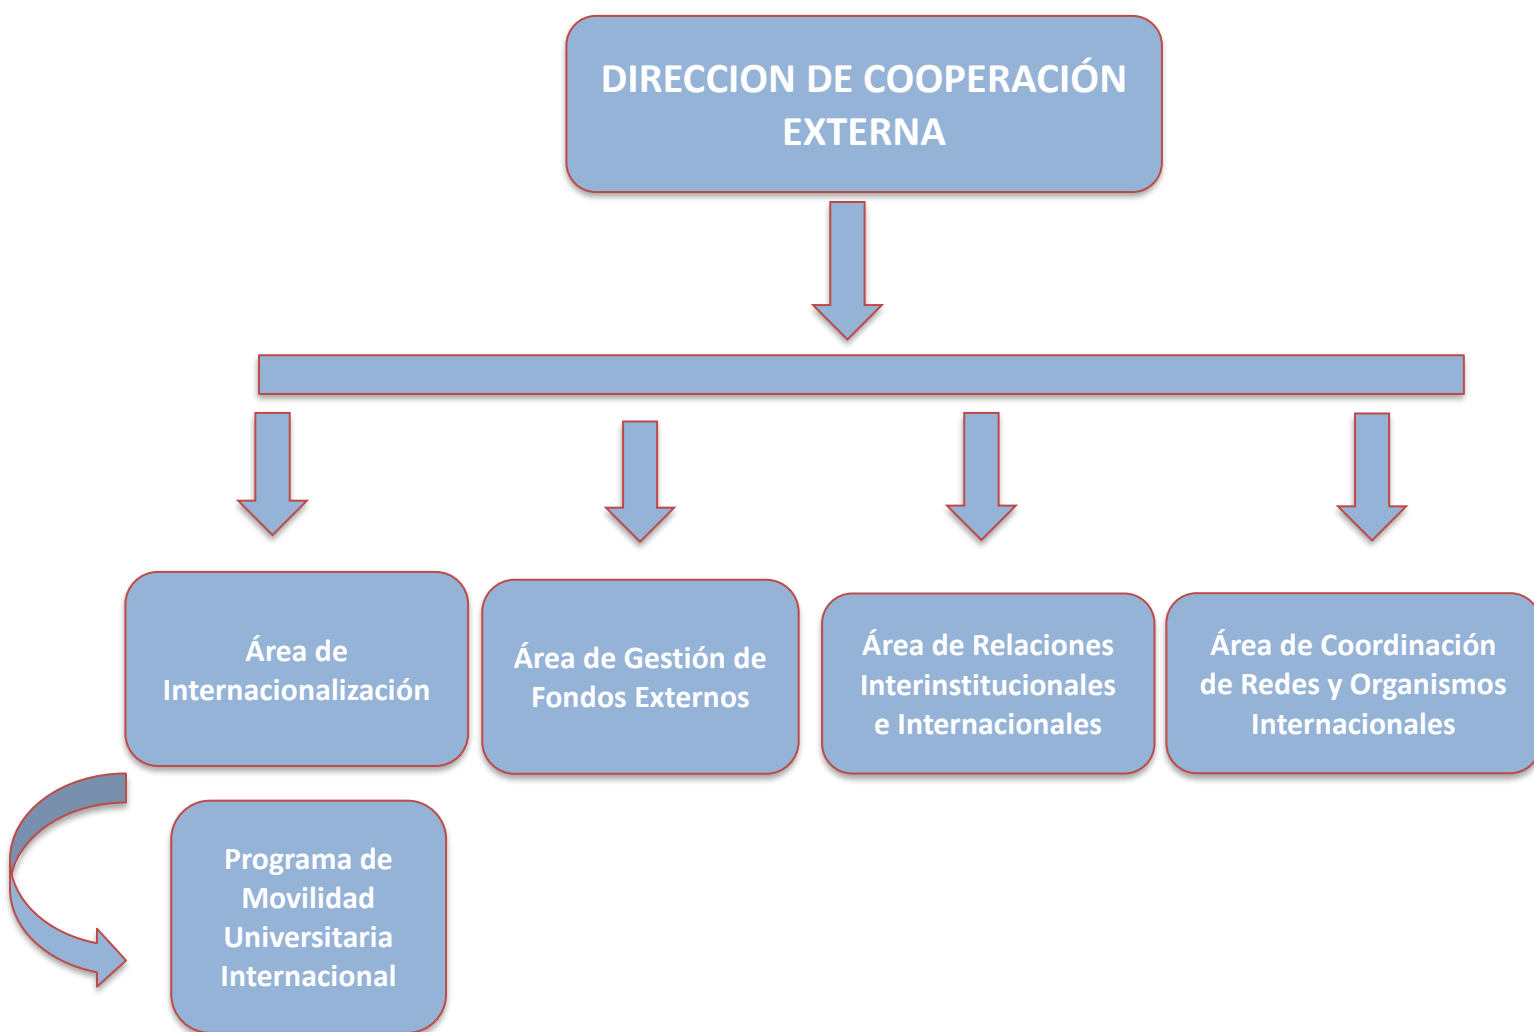 DIRECCION DE COOPERACIÓN
EXTERNA
Área de
Internacionalización
Área de Gestión de
Fondos Externos
Área de Relaciones
Interinstitucionales
e Internacionales
Área de Coordinación
de Redes y Organismos
Internacionales
Programa de
Movilidad
Universitaria
Internacional